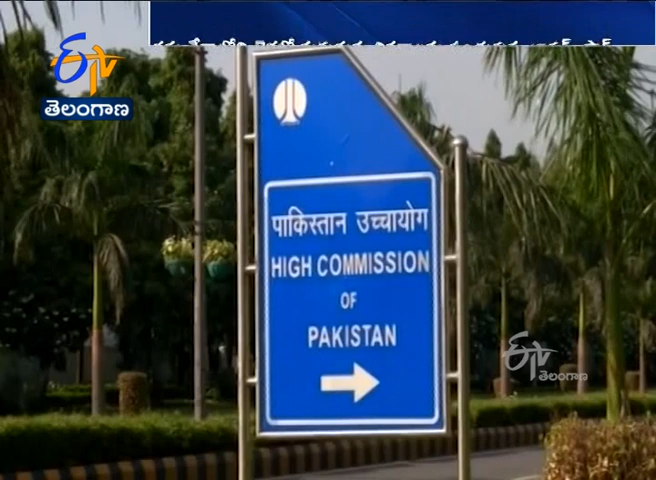 ETV
తెలంగాణ
पाकिस्तान उच्चायोग
HIGH COMMISSION
OF
PAKISTAN
ETV
తెలంగాణ